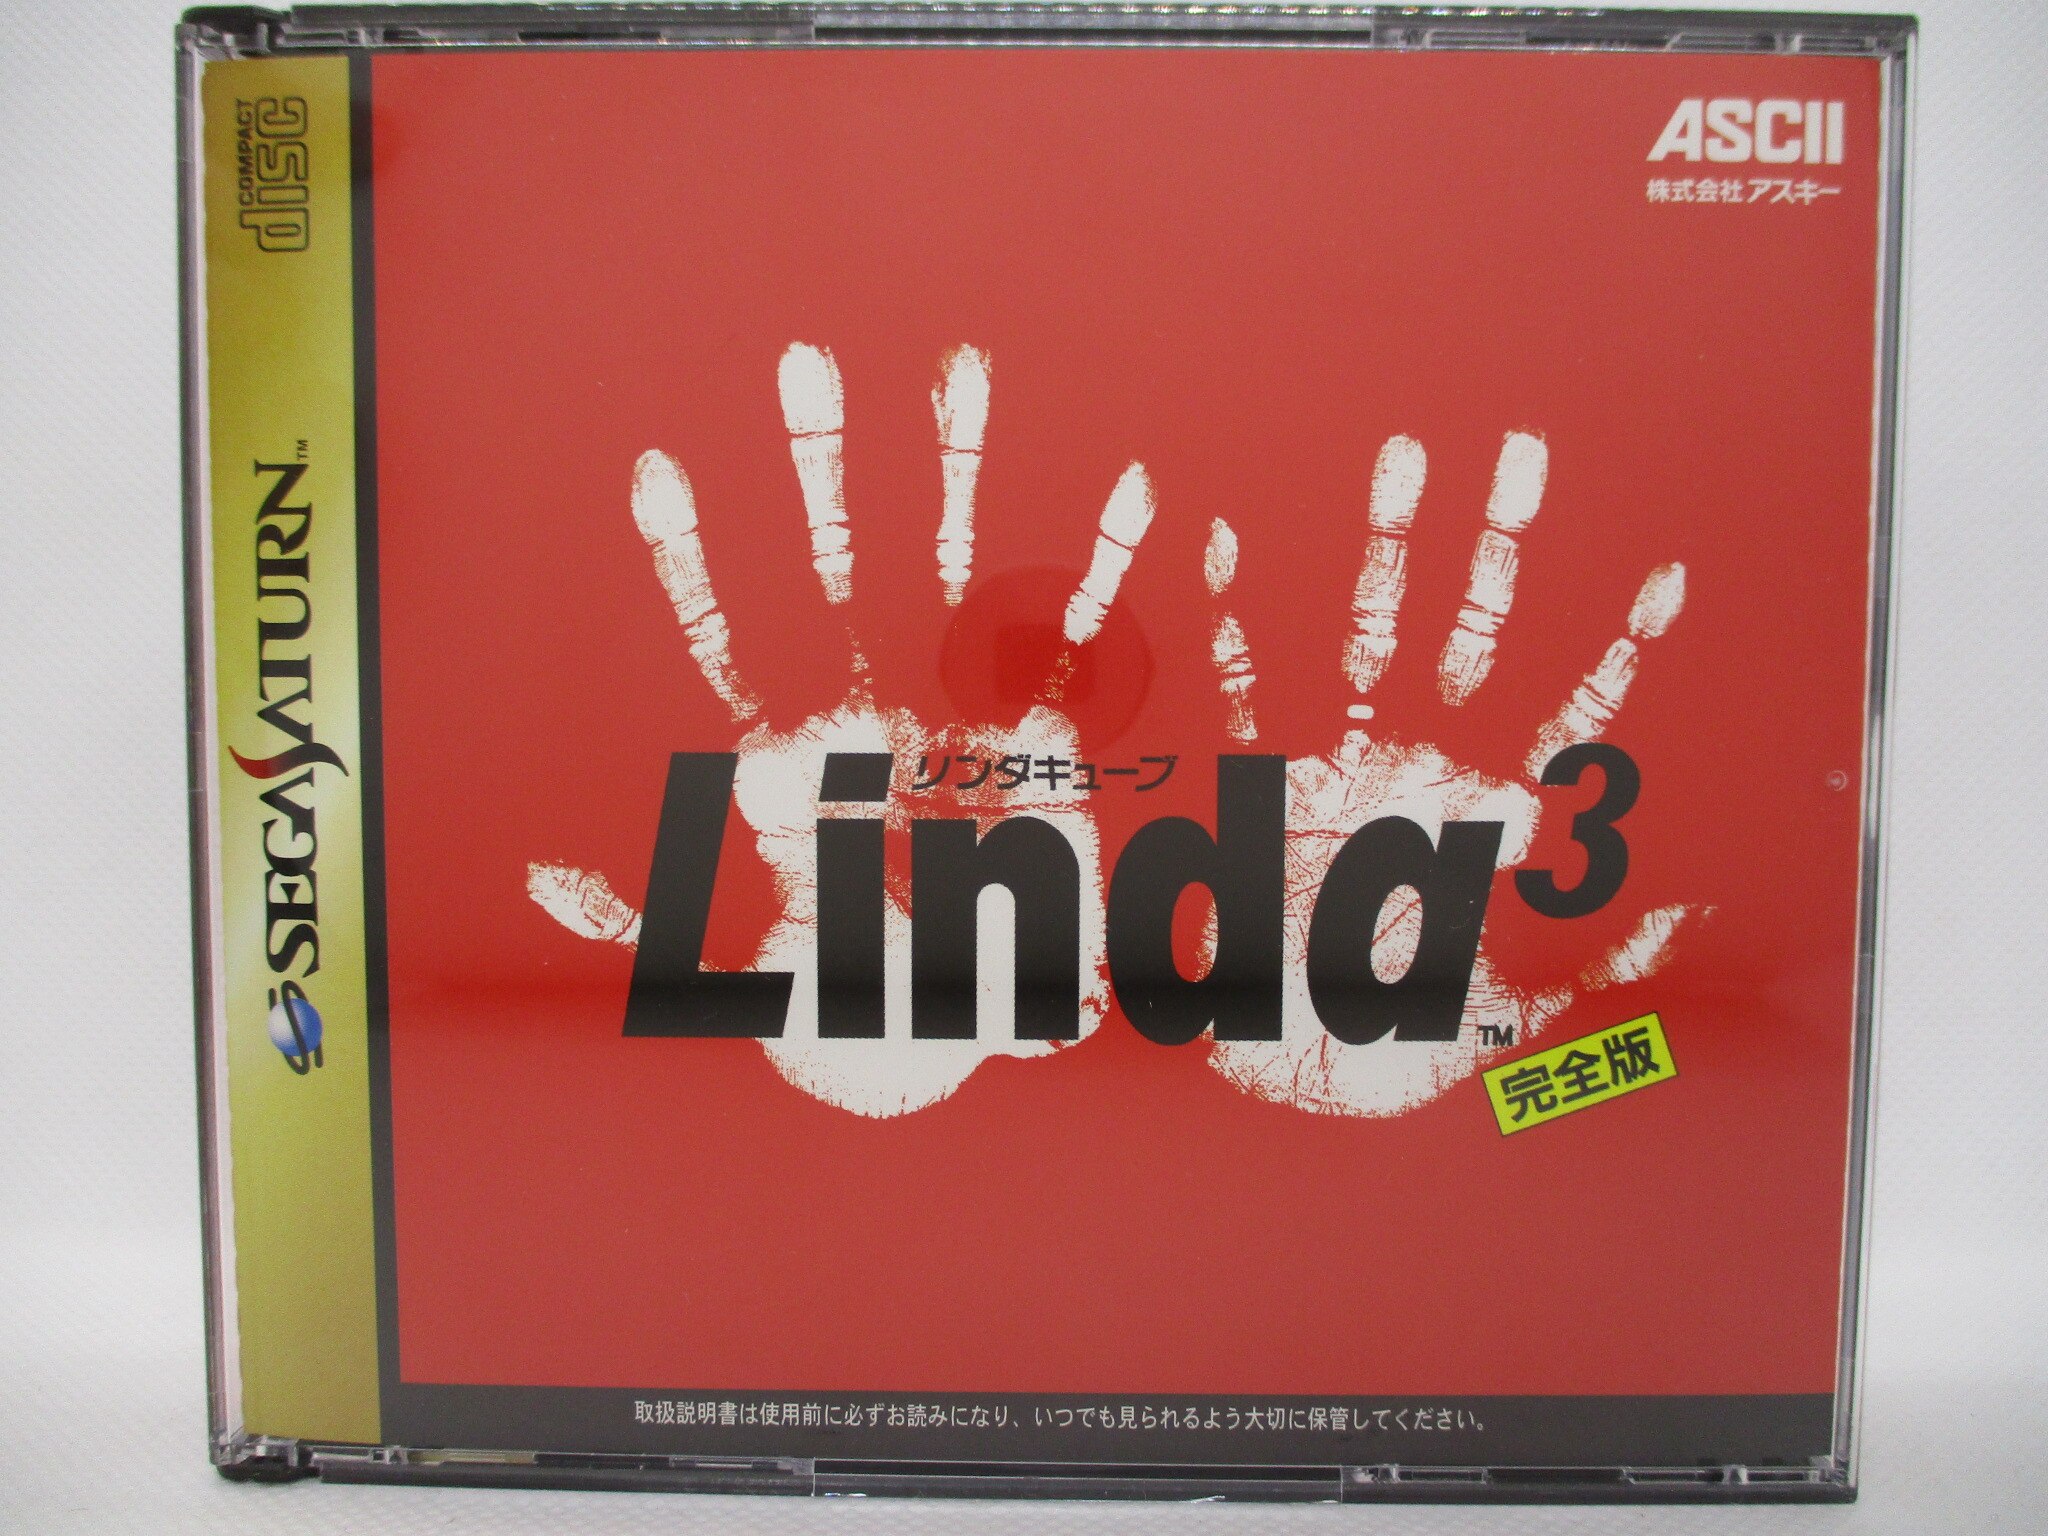 COMPACT
disc
SEGA SATURN™
ASCII
株式会社アスキー
リンダキューブ
Linda³™
完全版
取扱説明書は使用前に必ずお読みになり、いつでも見られるよう大切に保管してください。